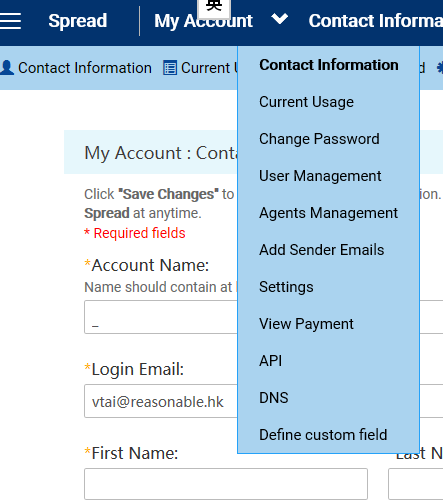 英
Spread
My Account
Contact Informa
Contact Information
Current U
d
Contact Information
Current Usage
Change Password
User Management
Agents Management
Add Sender Emails
Settings
View Payment
API
DNS
Define custom field
My Account : Conta
Click "Save Changes" to
tion.
Spread at anytime.
* Required fields
*Account Name:
Name should contain at l
_
*Login Email:
vtai@reasonable.hk
*First Name:
Last N